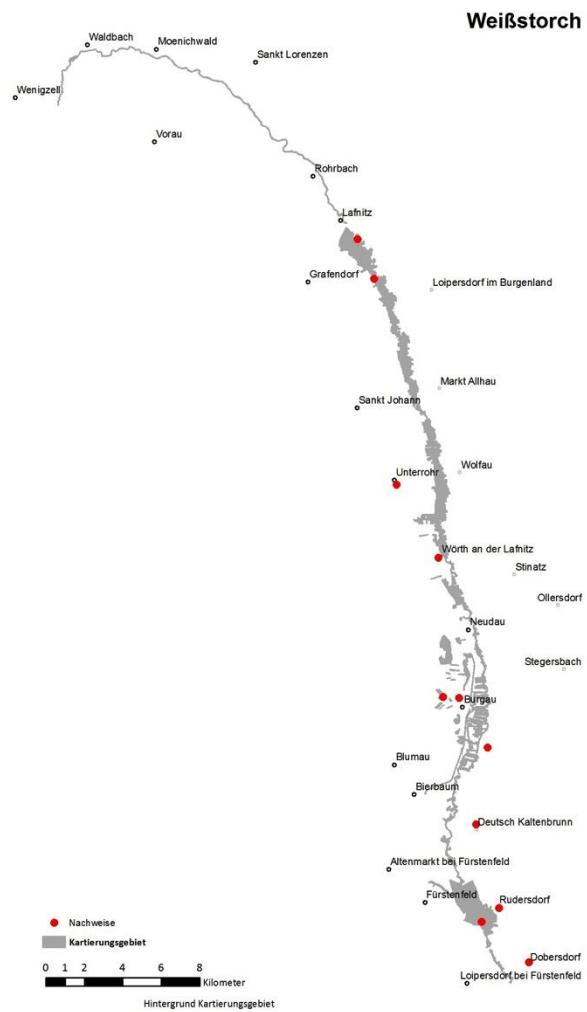 Weißstorch
Waldbach
Moenichwald
Sankt Lorenzen
Wenigzell
Vorau
Rohrbach
Lafnitz
Grafendorf
Loipersdorf im Burgenland
Markt Allhau
Sankt Johann
Unterrohr
Wolfau
Wörth an der Lafnitz
Stinatz
Ollersdorf
Neudau
Stegersbach
Burgau
Blumau
Bierbaum
Deutsch Kaltenbrunn
Altenmarkt bei Fürstenfeld
Fürstenfeld
Rudersdorf
Dobersdorf
Loipersdorf bei Fürstenfeld
Nachweise
Kartierungsgebiet
0 1 2 4 6 8
Kilometer
Hintergrund Kartierungsgebiet